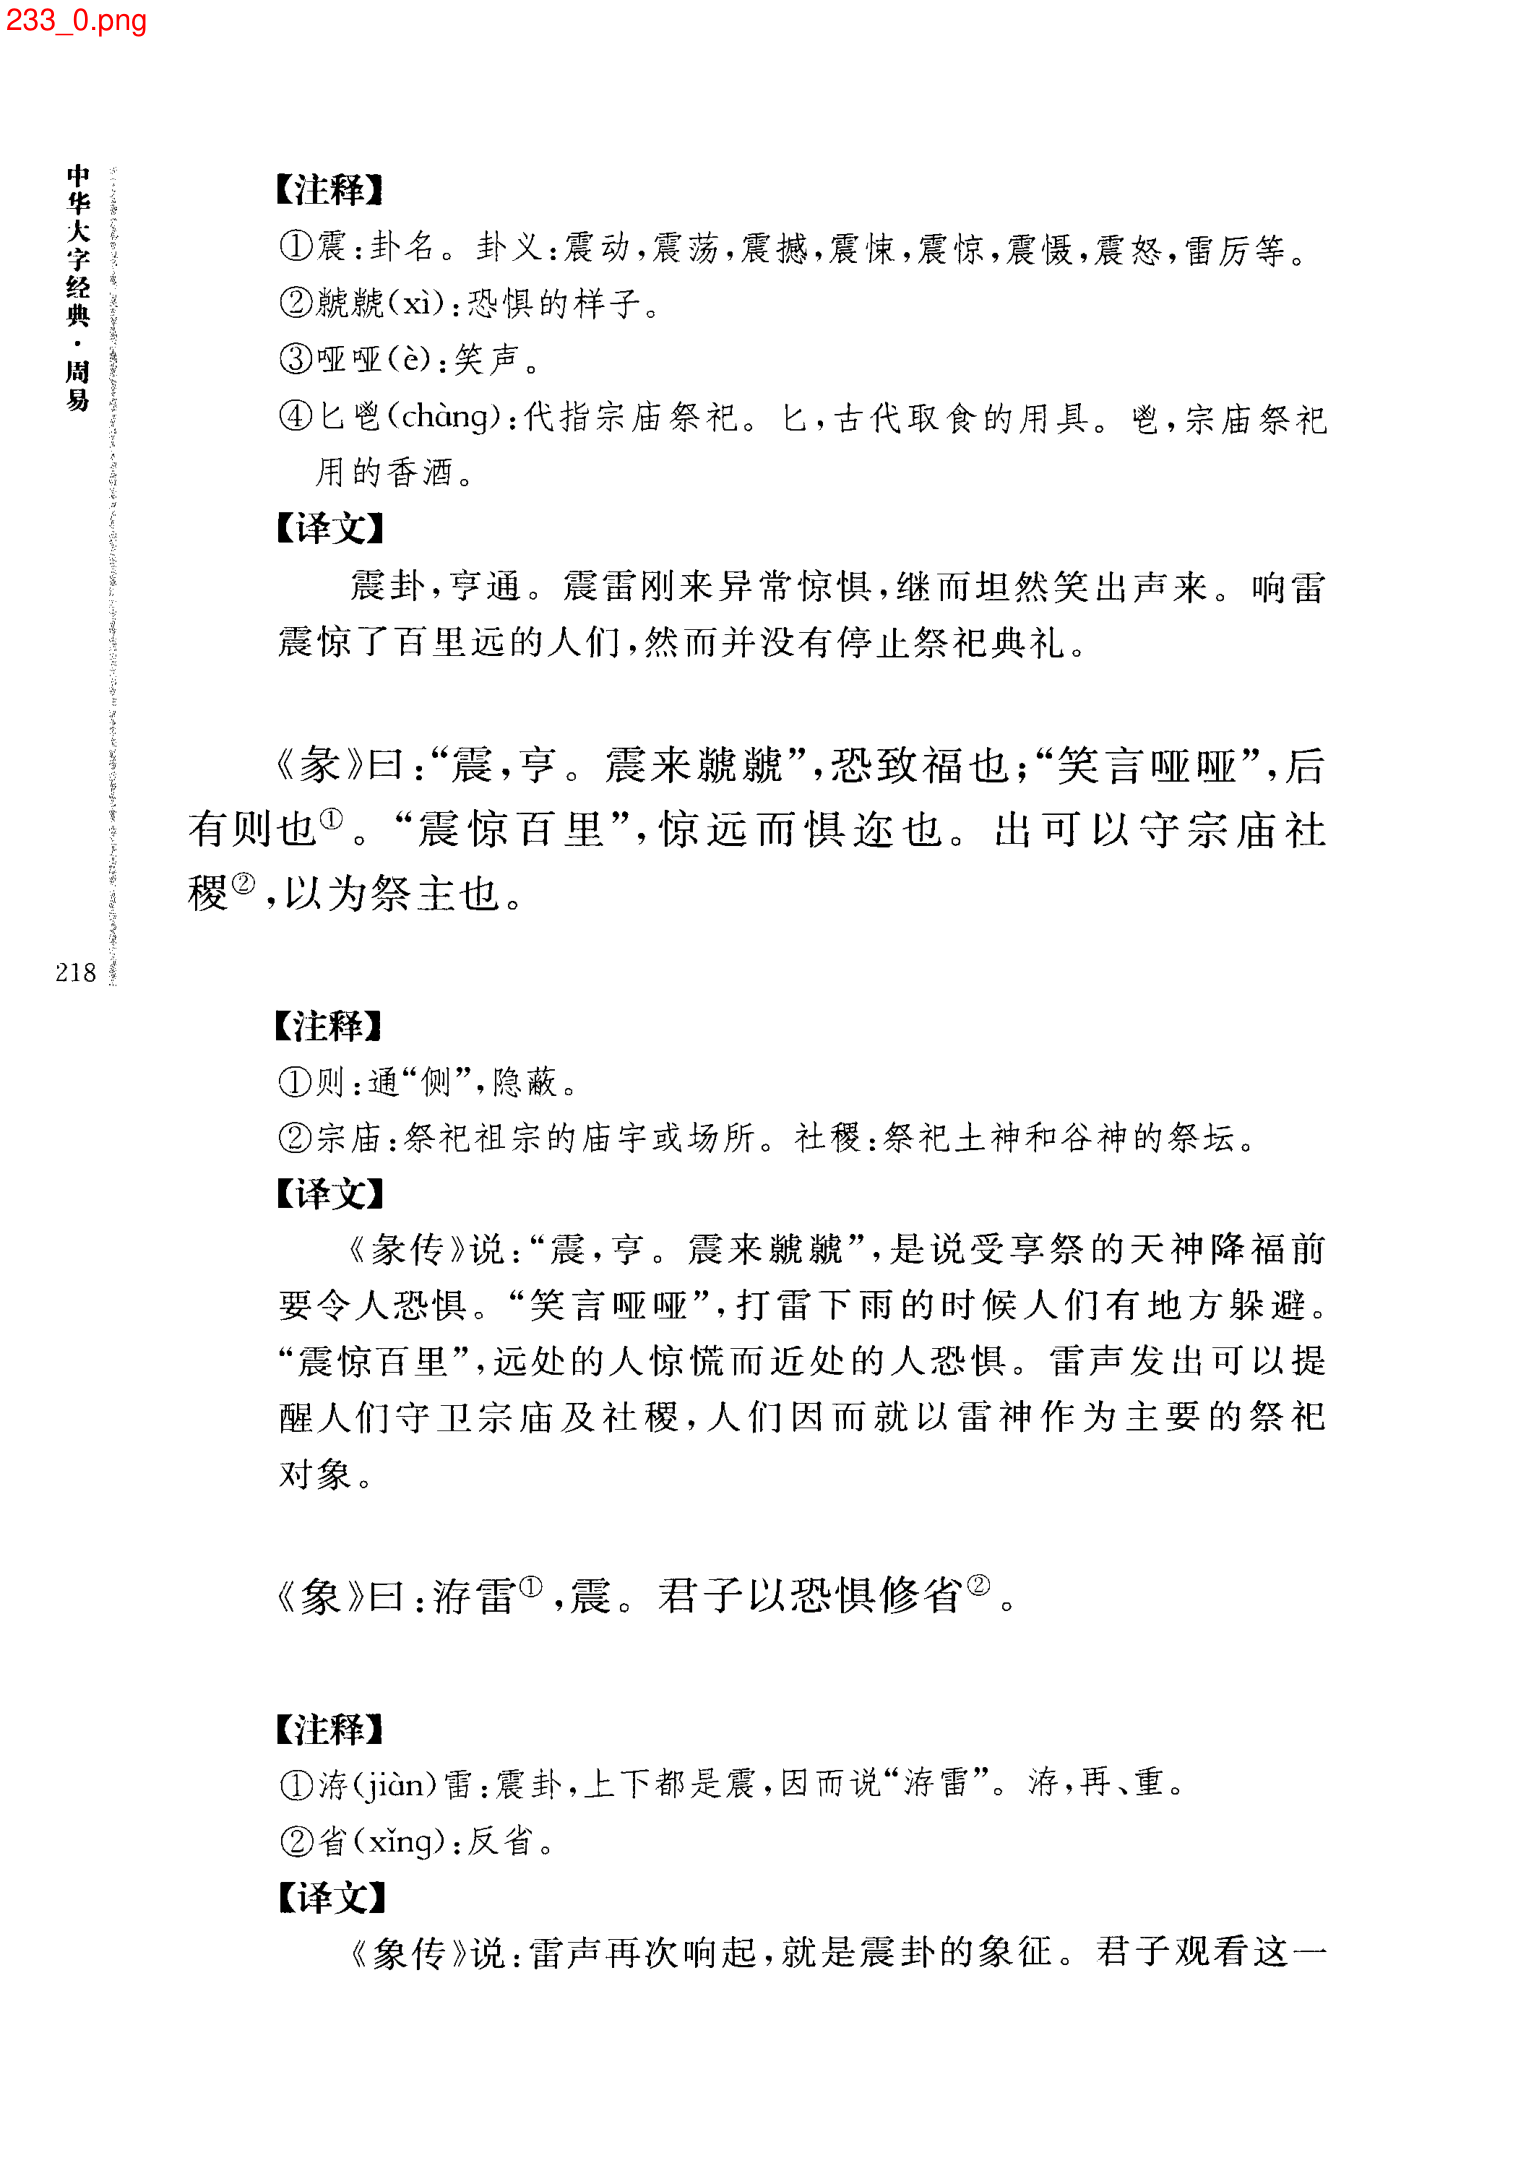 233_0.png
中华大字经典·周易
218
【注释】
①震:卦名。卦义:震动,震荡,震撼,震悚,震惊,震慑,震怒,雷厉等。
②虩虩(xì):恐惧的样子。
③哑哑(è):笑声。
④匕鬯(chàng):代指宗庙祭祀。匕,古代取食的用具。鬯,宗庙祭祀
用的香酒。
【译文】
震卦,亨通。震雷刚来异常惊惧,继而坦然笑出声来。响雷
震惊了百里远的人们,然而并没有停止祭祀典礼。
《彖》曰:“震,亨。震来虩虩”,恐致福也;“笑言哑哑”,后
有则也①。“震惊百里”,惊远而惧迩也。出可以守宗庙社
稷②,以为祭主也。
【注释】
①则:通“侧”,隐蔽。
②宗庙:祭祀祖宗的庙宇或场所。社稷:祭祀土神和谷神的祭坛。
【译文】
《彖传》说:“震,亨。震来虩虩”,是说受享祭的天神降福前
要令人恐惧。“笑言哑哑”,打雷下雨的时候人们有地方躲避。
“震惊百里”,远处的人惊慌而近处的人恐惧。雷声发出可以提
醒人们守卫宗庙及社稷,人们因而就以雷神作为主要的祭祀
对象。
《象》曰:洊雷①,震。君子以恐惧修省②。
【注释】
①洊(jiàn)雷:震卦,上下都是震,因而说“洊雷”。洊,再、重。
②省(xǐng):反省。
【译文】
《象传》说:雷声再次响起,就是震卦的象征。君子观看这一